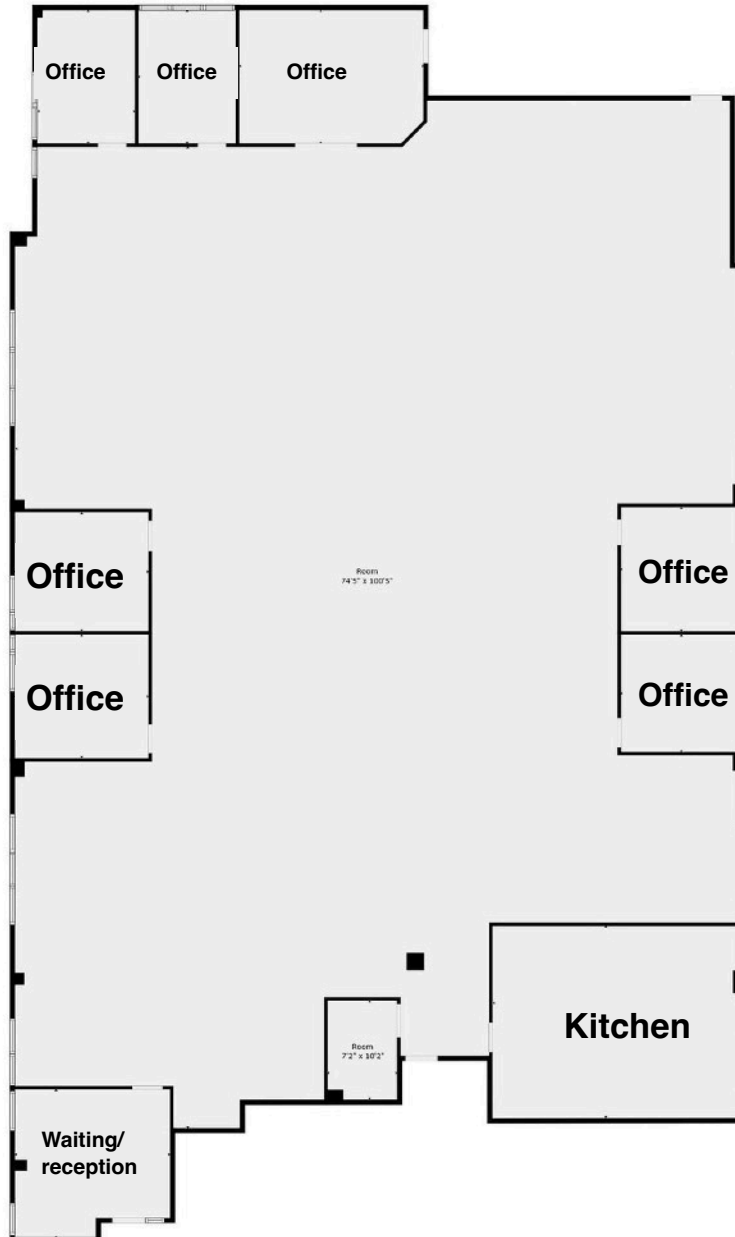 Office
Office
Office
Office
Office
Room
74'5" x 100'5"
Office
Office
Kitchen
Room
7'2" x 10'2"
Waiting/
reception